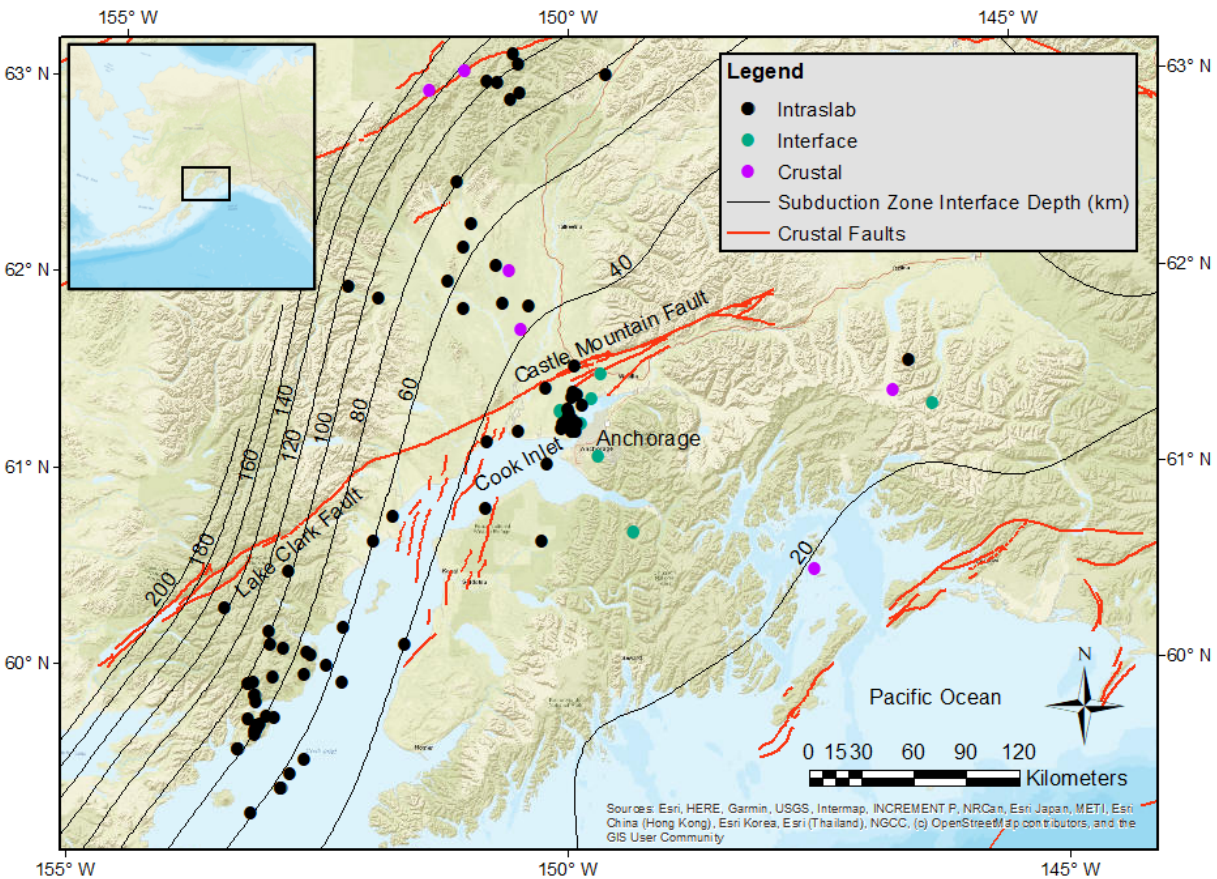 155° W
150° W
145° W
63° N
63° N
Legend
Intraslab
Interface
Crustal
Subduction Zone Interface Depth (km)
Crustal Faults
62° N
62° N
40
Castle Mountain Fault
140
120
100
80
60
160
Anchorage
61° N
61° N
Cook Inlet
Lake Clark Fault
180
200
20
60° N
60° N
N
Pacific Ocean
0 15 30 60 90 120
Kilometers
Sources: Esri, HERE, Garmin, USGS, Intermap, INCREMENT P, NRCan, Esri Japan, METI, Esri
China (Hong Kong), Esri Korea, Esri (Thailand), NGCC, (c) OpenStreetMap contributors, and the
GIS User Community
155° W
150° W
145° W